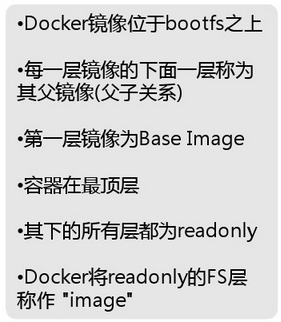 •Docker镜像位于bootfs之上
•每一层镜像的下面一层称为
其父镜像(父子关系)
•第一层镜像为Base Image
•容器在最顶层
•其下的所有层都为readonly
•Docker将readonly的FS层
称作 "image"